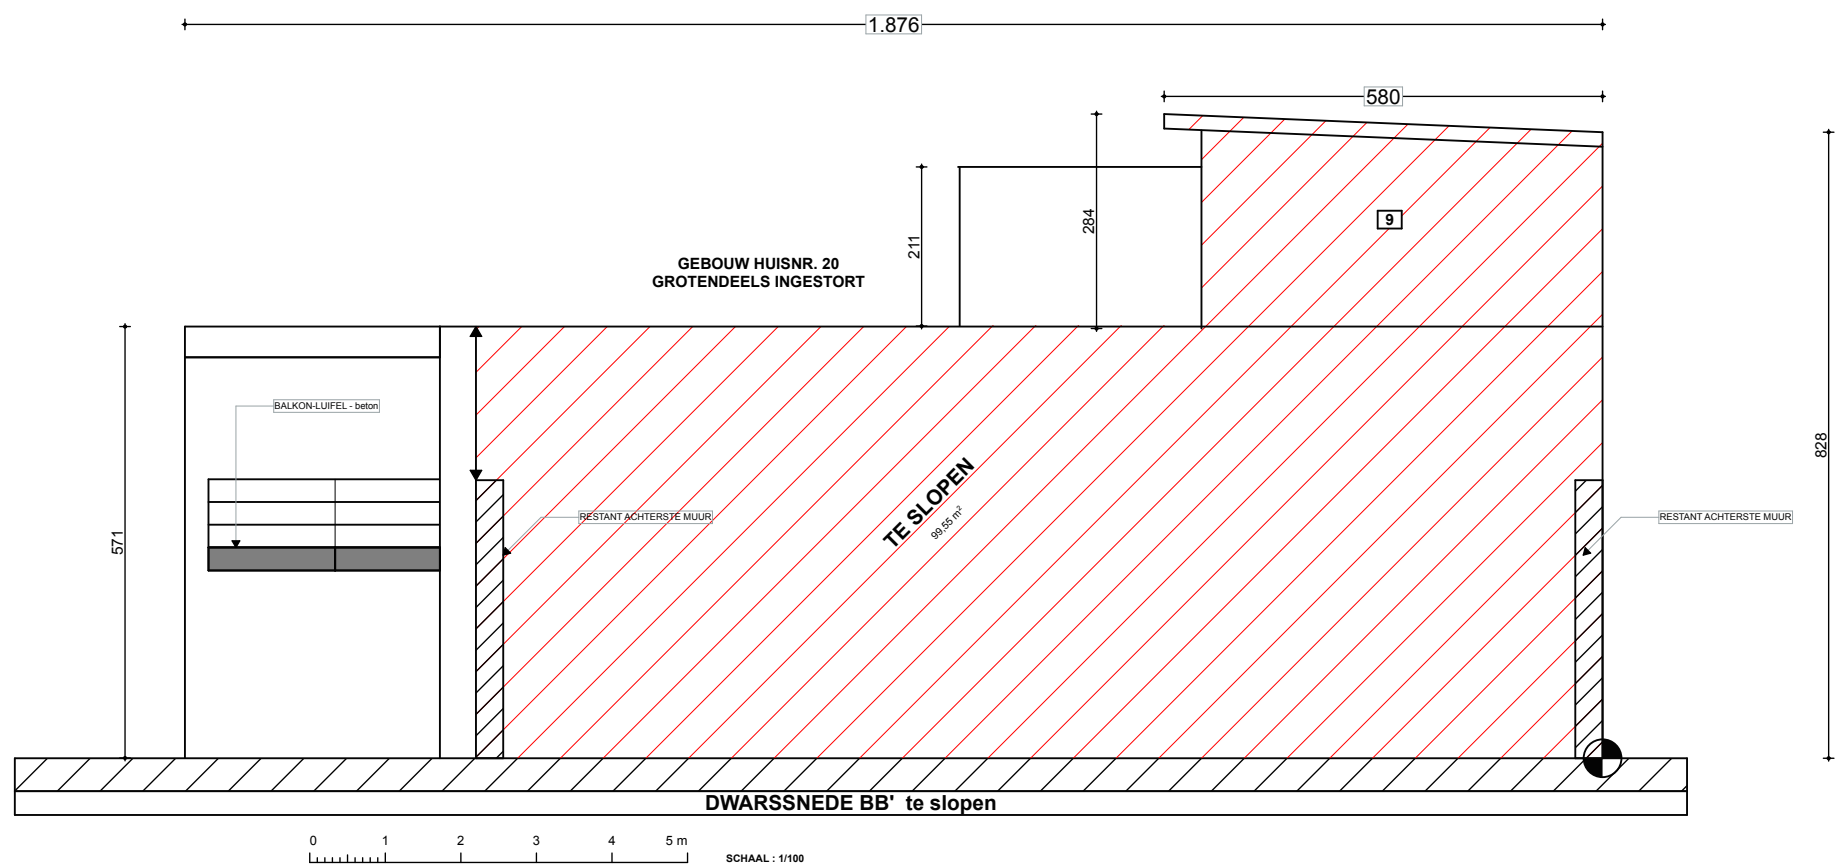 1.876
580
284
211
9
GEBOUW HUISNR. 20
GROTENDEELS INGESTORT
BALKON-LUIFEL - beton
828
571
TE SLOPEN
99,55 m²
RESTANT ACHTERSTE MUUR
RESTANT ACHTERSTE MUUR
DWARSSNEDE BB' te slopen
0 1 2 3 4 5 m
SCHAAL : 1/100